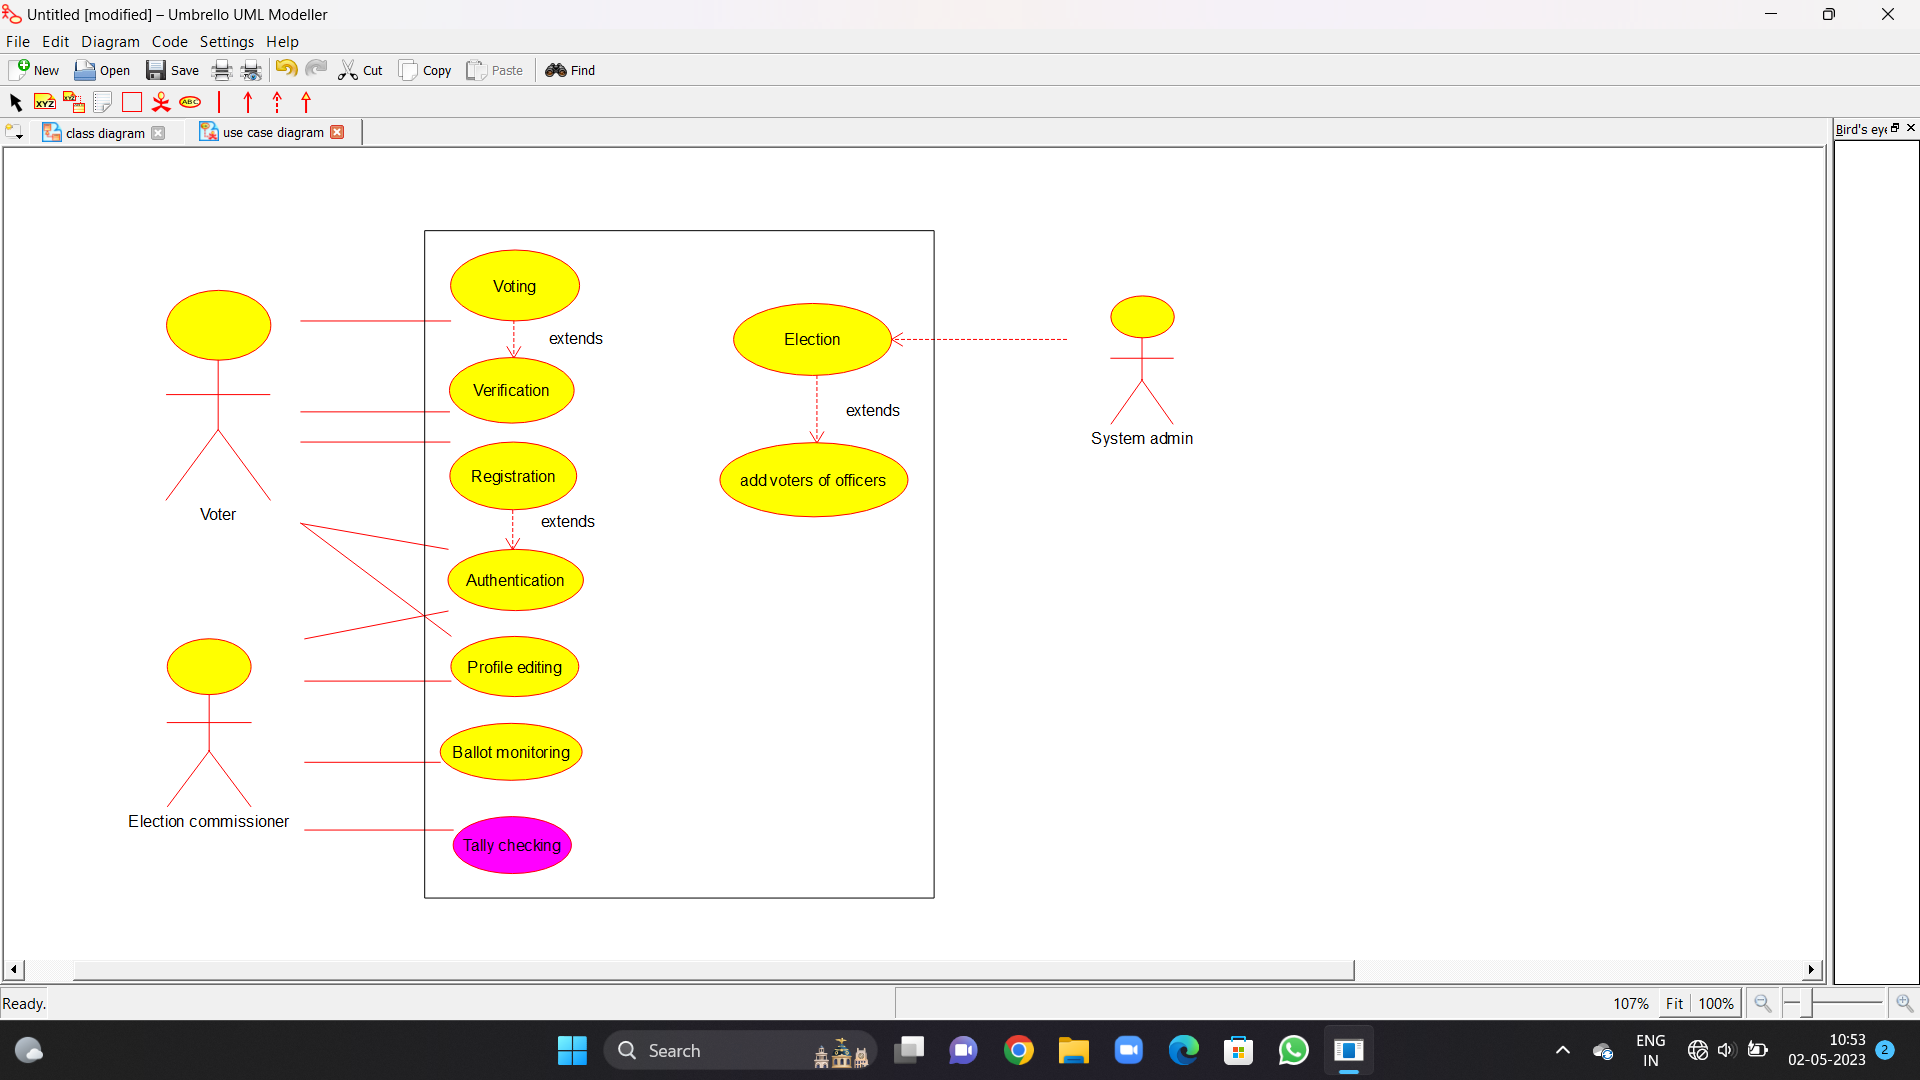 Untitled [modified] – Umbrello UML Modeller
File Edit Diagram Code Settings Help
New Open Save Cut Copy Paste Find
XYZ XYZ ABC
class diagram use case diagram
Bird's eye
Voting
extends
Verification
Registration
extends
Authentication
Profile editing
Ballot monitoring
Tally checking
Election
extends
add voters of officers
Voter
Election commissioner
System admin
Ready.
107% Fit 100%
Search
ENG
IN
10:53
02-05-2023
2